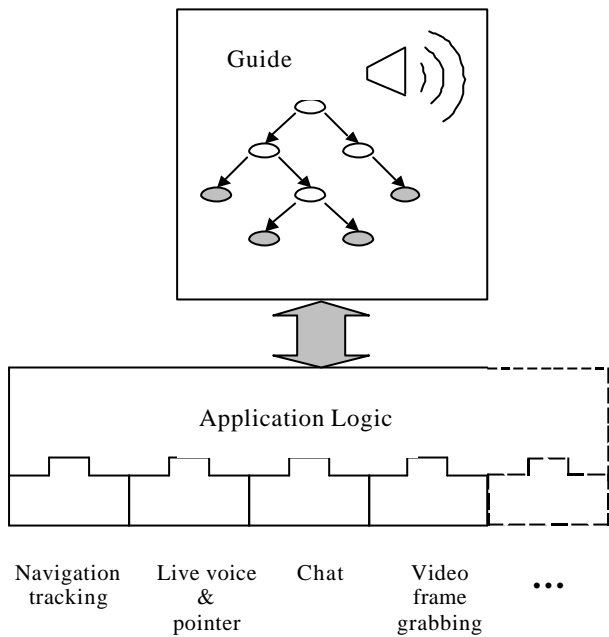 Guide
Application Logic
Navigation
tracking
Live voice
&
pointer
Chat
Video
frame
grabbing
...